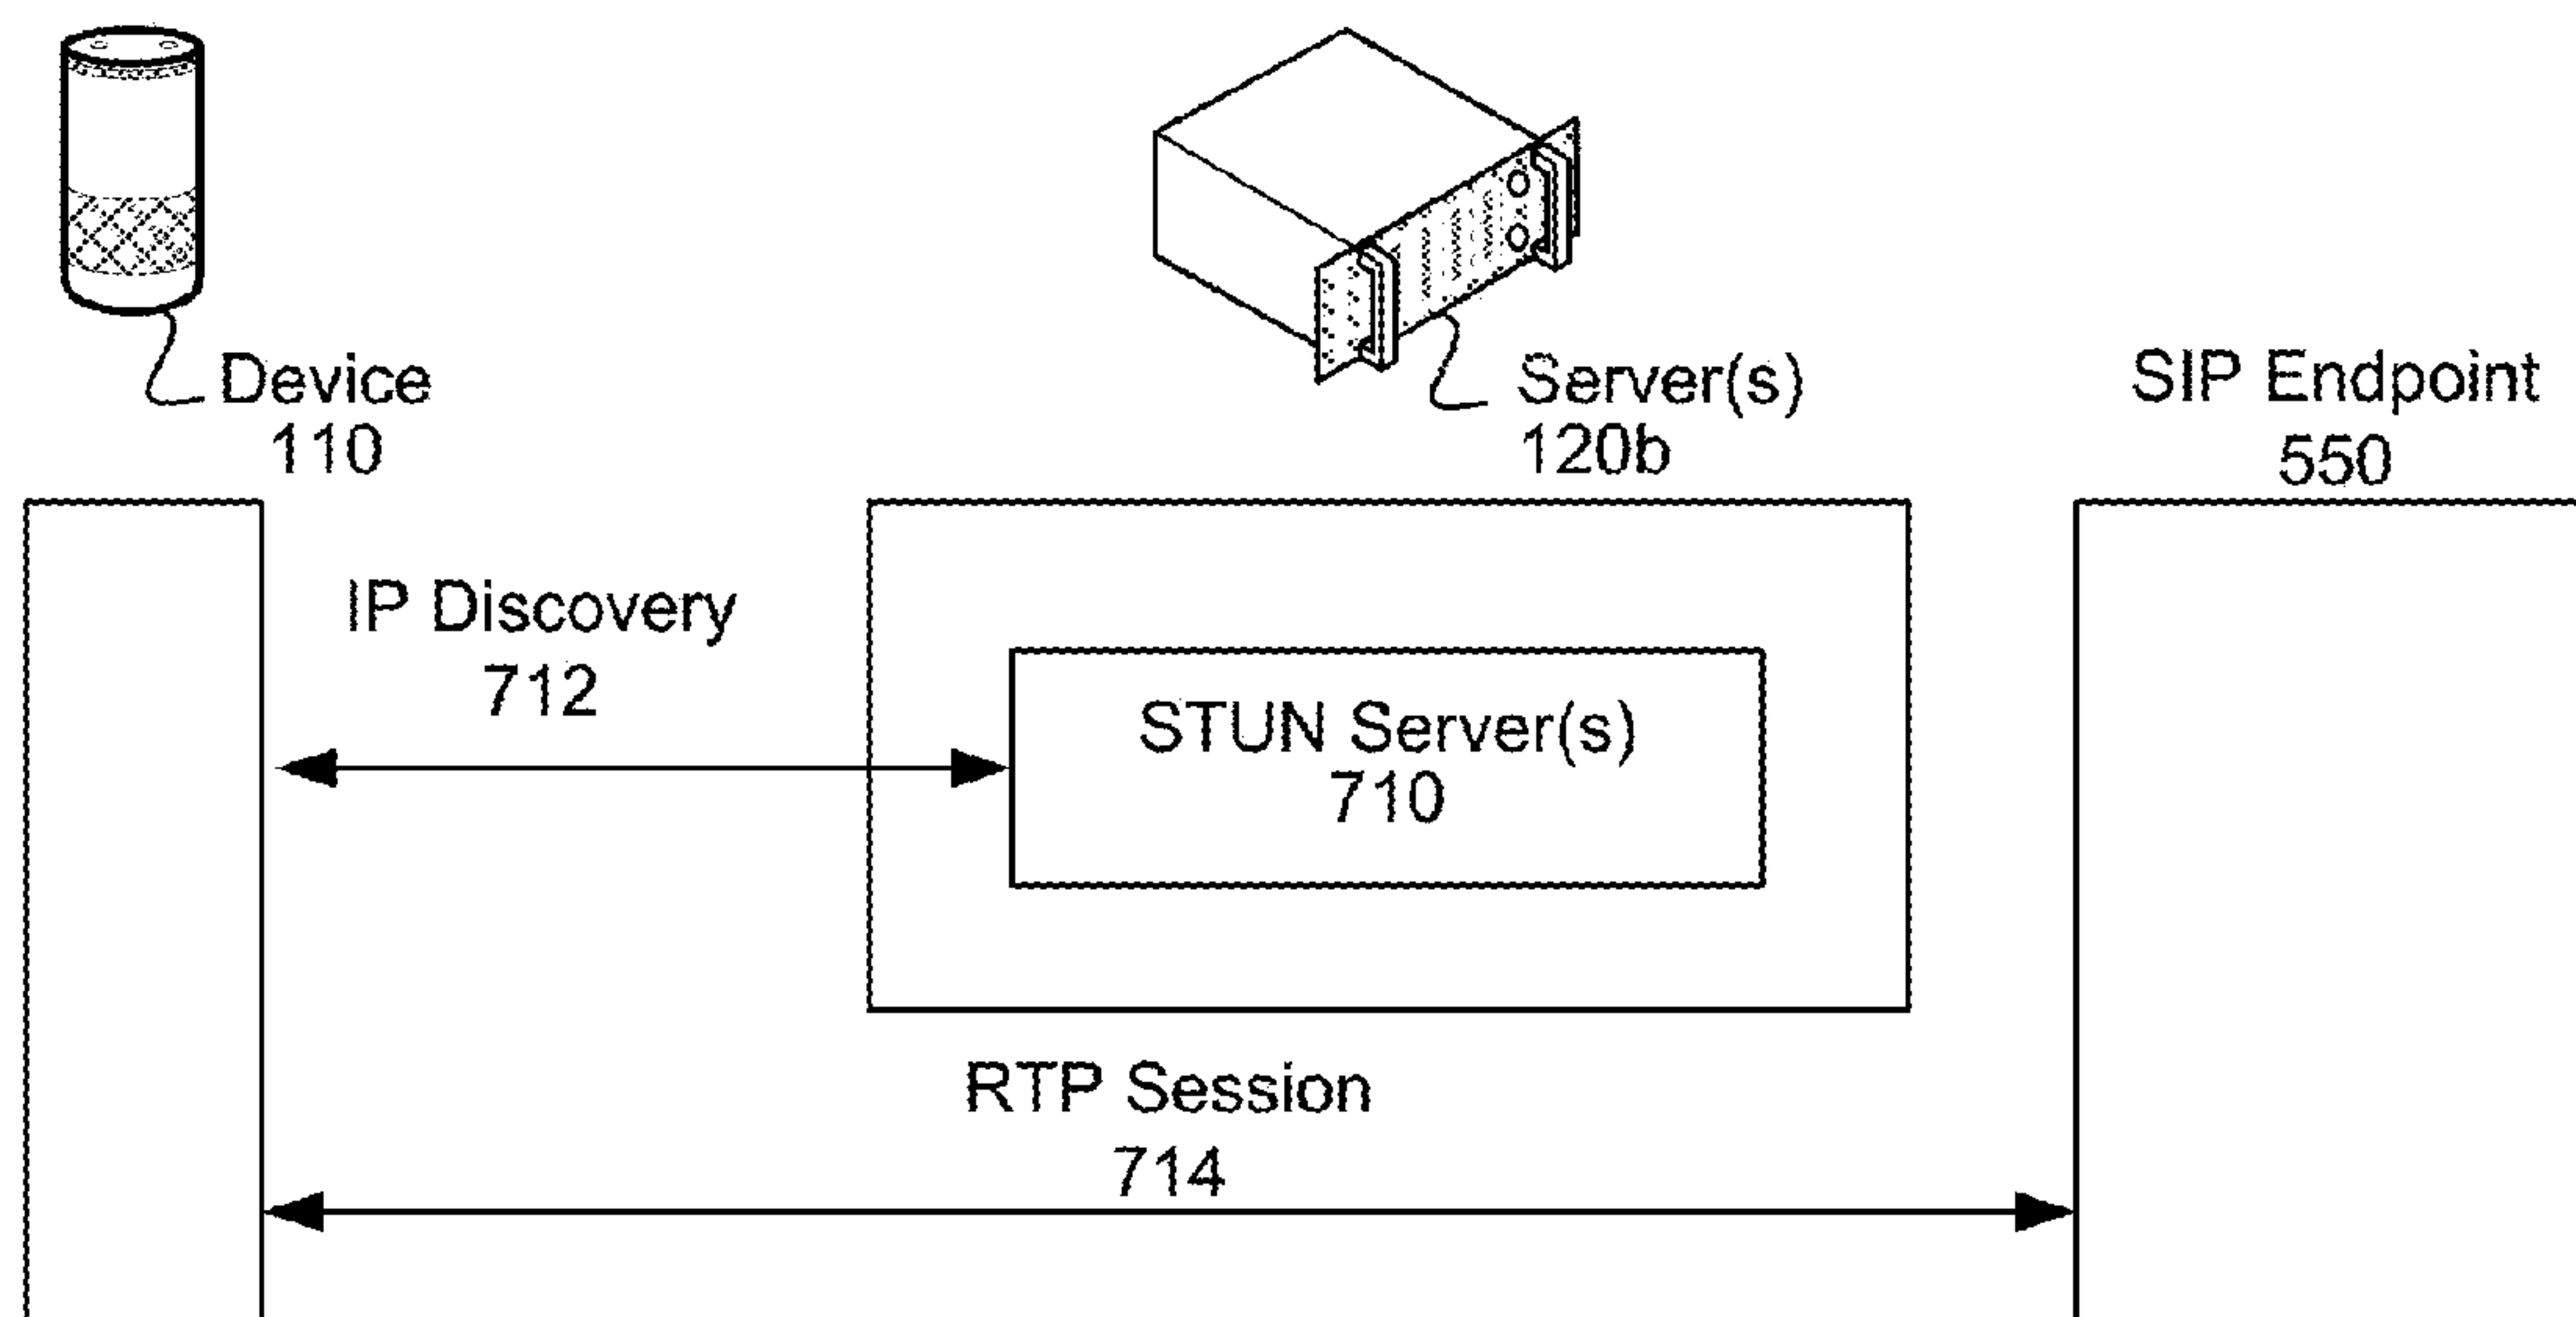 Device
110
Server(s)
120b
SIP Endpoint
550
IP Discovery
712
STUN Server(s)
710
RTP Session
714